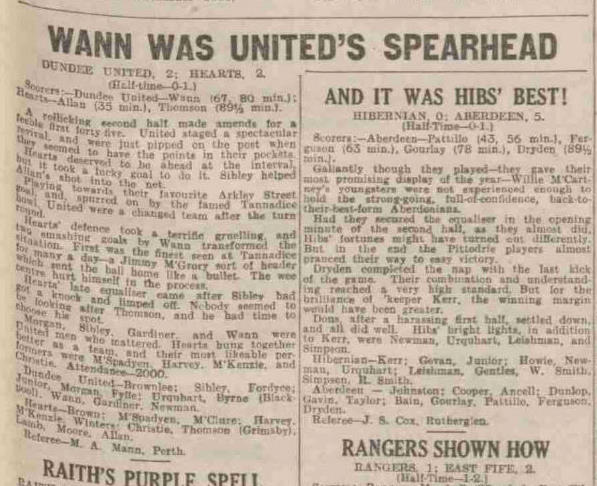 WANN WAS UNITED'S SPEARHEAD
DUNDEE UNITED, 2; HEARTS, 2.
(Half-time—0-1.)
Scorers:—Dundee United—Wann (67, 80 min.);
Hearts—Allan (35 min.), Thomson (89½ min.).
A rollicking second half made amends for a
feeble first forty-five. United staged a spectacular
revival, and were just pipped on the post when
they seemed to have the points in their pockets.
Hearts deserved to be ahead at the interval,
but it took a lucky goal to do it. Sibley helped
Allan's shot into the net.
Playing towards their favourite Arkley Street
goal, and, spurred on by the famed Tannadice
howl, United were a changed team after the turn
round.
Hearts' defence took a terrific gruelling, and
two smashing goals by Wann transformed the
situation. First was the finest seen at Tannadice
for many a day—a Jimmy M'Grory sort of header
which sent the ball home like a bullet. The wee
centre hurt himself in the process.
Hearts' late equaliser came after Sibley had
got a knock and limped off. Nobody seemed to
be looking after Thomson, and he had time to
choose his spot.
Morgan, Sibley, Gardiner, and Wann were
United men who mattered. Hearts hung together
better as a team, and their most likeable per-
formers were M'Spadyen, Harvey, M'Kenzie, and
Christie. Attendance—2000.
Dundee United—Brownlee; Sibley, Fordyce;
Junior, Morgan, Fyffe; Urquhart, Byrne (Black-
pool), Wann, Gardiner, Newman.
Hearts—Brown; M'Spadyen, M'Clure; Harvey,
M'Kenzie, Winters; Christie, Thomson (Grimsby),
Lamb, Moore, Allan.
Referee—M. A. Mann, Perth.
RAITH'S PURPLE SPELL
AND IT WAS HIBS' BEST!
HIBERNIAN, 0; ABERDEEN, 5.
(Half-Time—0-1.)
Scorers:—Aberdeen—Pattillo (43, 56 min.), Fer-
guson (63 min.), Gourlay (78 min.), Dryden (89½
min.).
Gallantly though they played—they gave their
most promising display of the year—Willie M'Cart-
ney's youngsters were not experienced enough to
hold the strong-going, full-of-confidence, back-to-
their-best-form Aberdonians.
Had they secured the equaliser in the opening
minute of the second half, as they almost did,
Hibs' fortunes might have turned out differently.
But in the end the Pittodrie players almost
pranced their way to easy victory.
Dryden completed the nap with the last kick
of the game. Their combination and understand-
ing reached a very high standard. But for the
brilliance of 'keeper Kerr, the winning margin
would have been greater.
Dons, after a harassing first half, settled down,
and all did well. Hibs' bright lights, in addition
to Kerr, were Newman, Urquhart, Leishman, and
Simpson.
Hibernian—Kerr; Govan, Junior; Howie, New-
man, Urquhart; Leishman, Gentles, W. Smith,
Simpson, R. Smith.
Aberdeen — Johnston; Cooper, Ancell; Dunlop,
Gavin, Taylor; Bain, Gourlay, Pattillo, Ferguson,
Dryden.
Referee—J. S. Cox, Rutherglen.
RANGERS SHOWN HOW
RANGERS, 1; EAST FIFE, 2.
(Half-Time—1-2.)